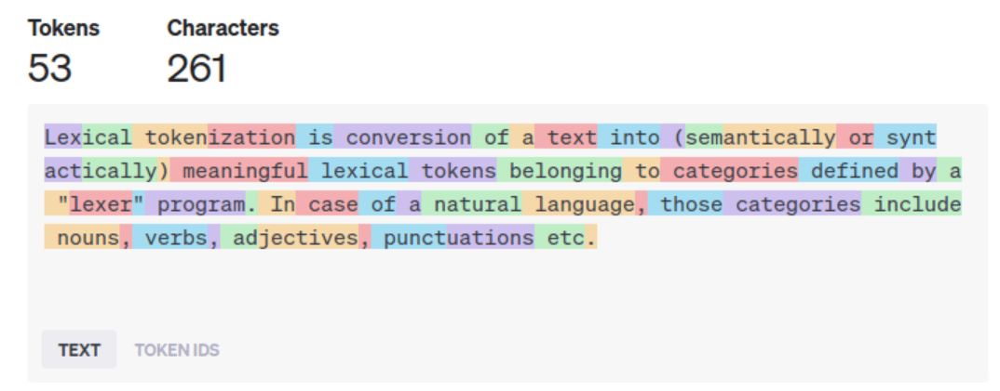 Tokens Characters
53 261
Lexical tokenization is conversion of a text into (semantically or synt
actically) meaningful lexical tokens belonging to categories defined by a
"lexer" program. In case of a natural language, those categories include
nouns, verbs, adjectives, punctuations etc.
TEXT TOKEN IDS